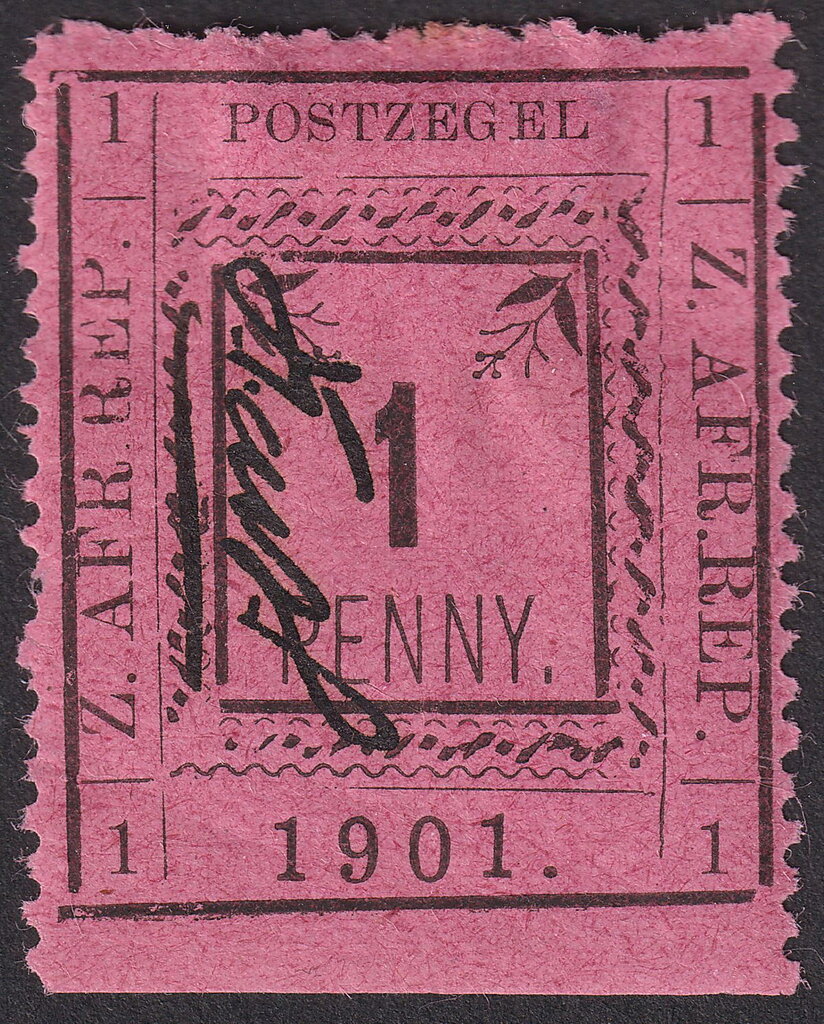 1 POSTZEGEL 1
Z. AFR.REP.
Z. AFR.REP.
1
PENNY.
1 1901. 1